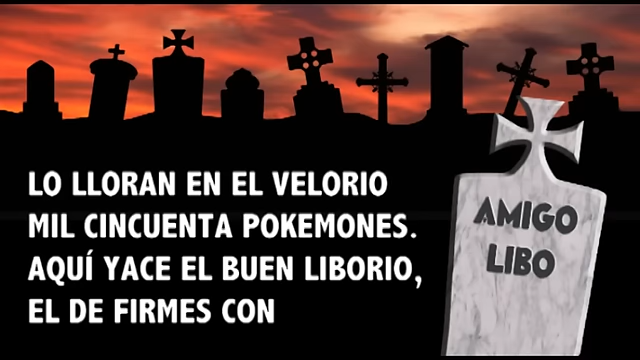 LO LLORAN EN EL VELORIO
MIL CINCUENTA POKEMONES.
AQUÍ YACE EL BUEN LIBORIO,
EL DE FIRMES CON
AMIGO
LIBO